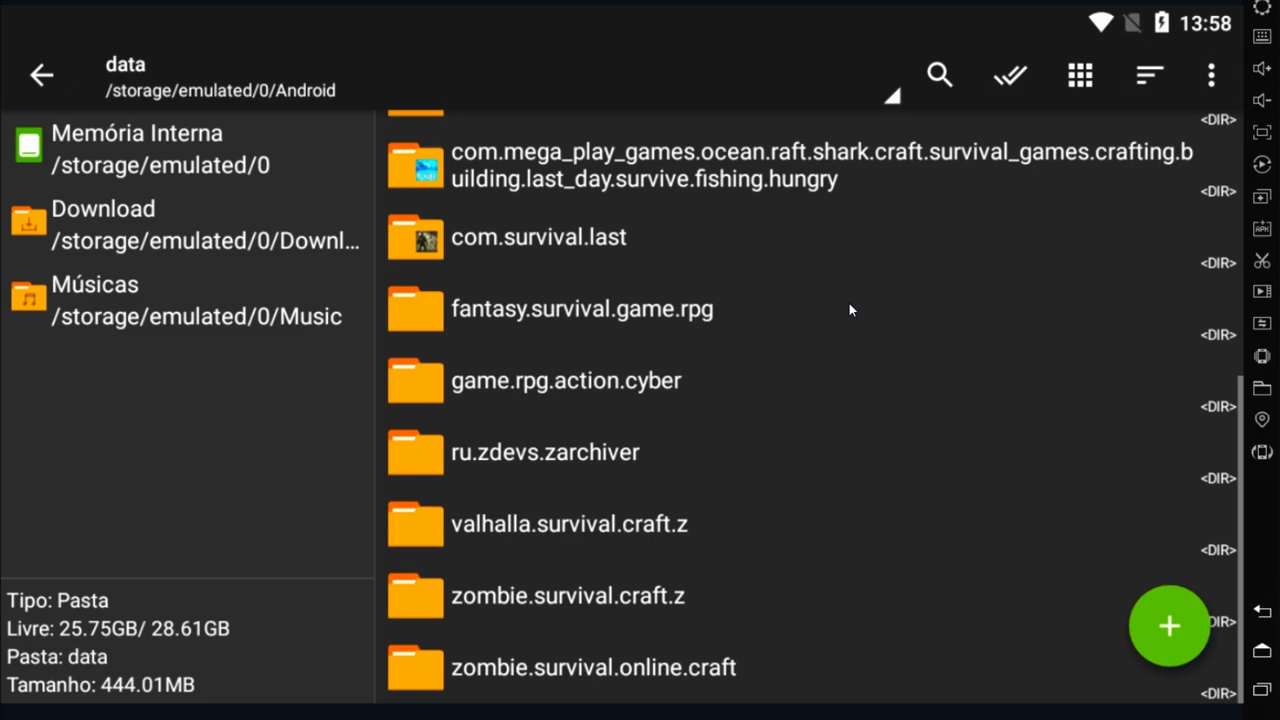 13:58
data
/storage/emulated/0/Android
Memória Interna
/storage/emulated/0
Download
/storage/emulated/0/Downl...
Músicas
/storage/emulated/0/Music
Tipo: Pasta
Livre: 25.75GB/ 28.61GB
Pasta: data
Tamanho: 444.01MB
<DIR>
com.mega_play_games.ocean.raft.shark.craft.survival_games.crafting.b
uilding.last_day.survive.fishing.hungry
<DIR>
com.survival.last
<DIR>
fantasy.survival.game.rpg
<DIR>
game.rpg.action.cyber
<DIR>
ru.zdevs.zarchiver
<DIR>
valhalla.survival.craft.z
<DIR>
zombie.survival.craft.z
DIR>
zombie.survival.online.craft
<DIR>
APK